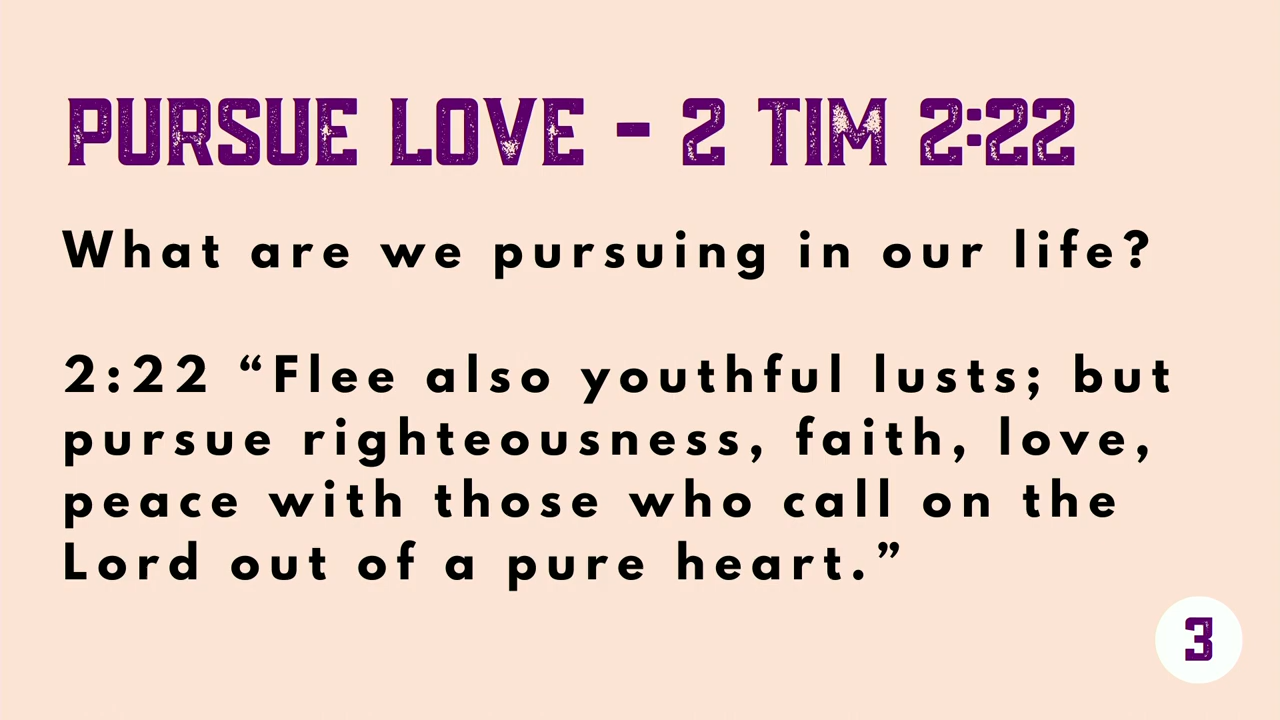 PURSUE LOVE - 2 TIM 2:22
What are we pursuing in our life?
2:22 “Flee also youthful lusts; but
pursue righteousness, faith, love,
peace with those who call on the
Lord out of a pure heart.”
3